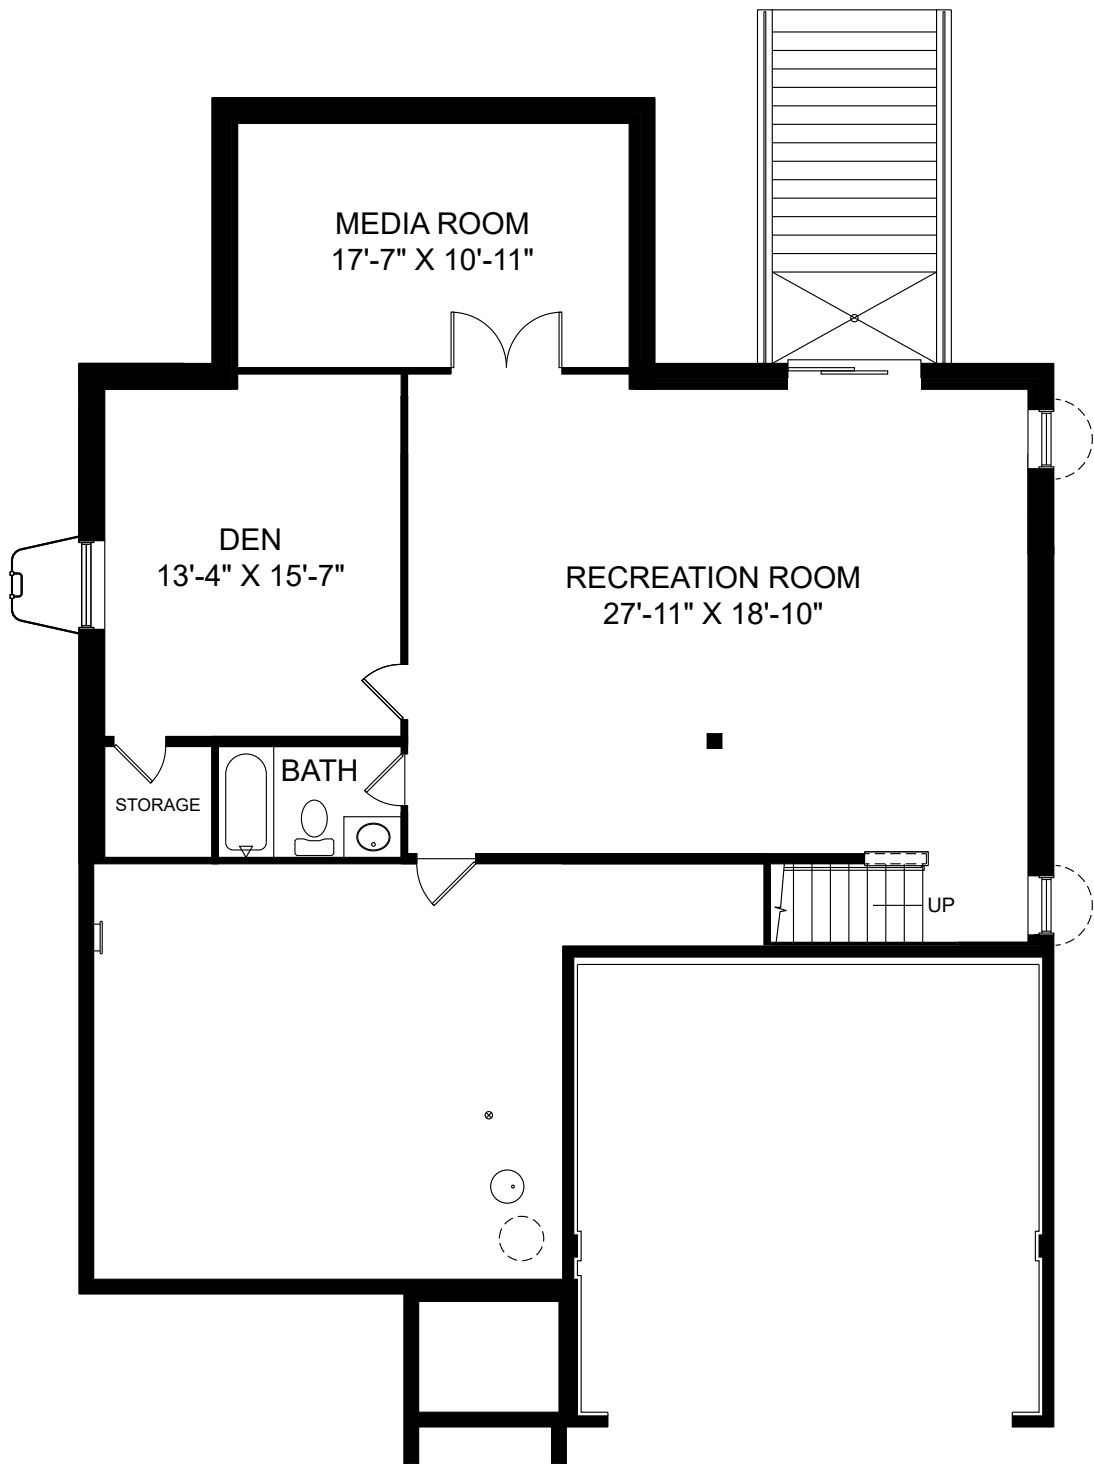 MEDIA ROOM
17'-7" X 10'-11"
DEN
13'-4" X 15'-7"
RECREATION ROOM
27'-11" X 18'-10"
BATH
STORAGE
UP